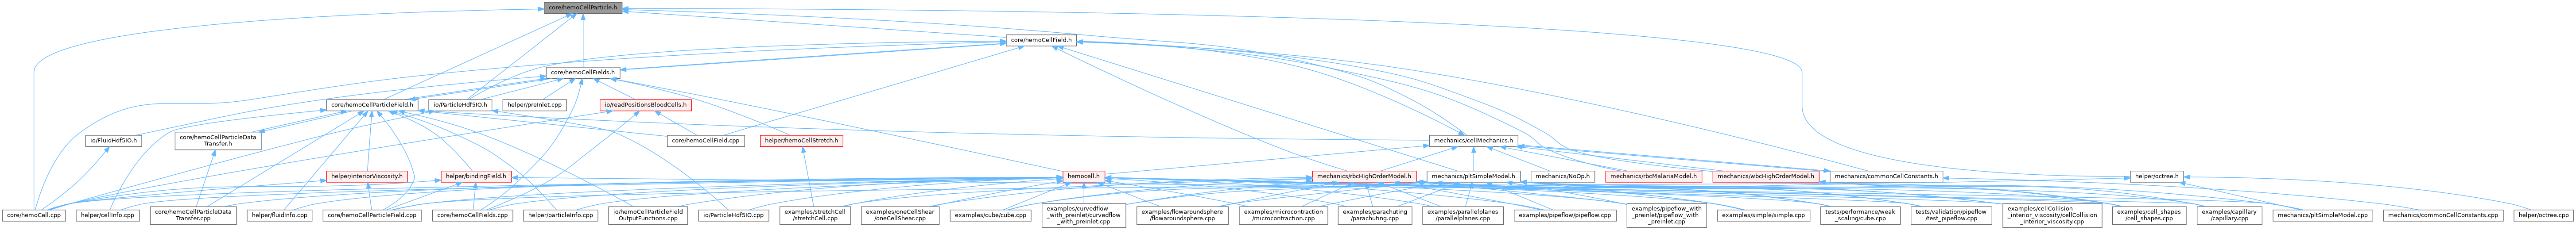 core/hemoCellParticle.h
core/hemoCellField.h
core/hemoCellFields.h
core/hemoCellParticleField.h
io/ParticleHdf5IO.h
helper/preInlet.cpp
io/readPositionsBloodCells.h
io/FluidHdf5IO.h
core/hemoCellParticleData
Transfer.h
core/hemoCellField.cpp
helper/hemoCellStretch.h
mechanics/cellMechanics.h
helper/interiorViscosity.h
helper/bindingField.h
hemocell.h
mechanics/rbcHighOrderModel.h
mechanics/pltSimpleModel.h
mechanics/NoOp.h
mechanics/rbcMalariaModel.h
mechanics/wbcHighOrderModel.h
mechanics/commonCellConstants.h
helper/octree.h
core/hemoCell.cpp
helper/cellInfo.cpp
core/hemoCellParticleData
Transfer.cpp
helper/fluidInfo.cpp
core/hemoCellParticleField.cpp
core/hemoCellFields.cpp
helper/particleInfo.cpp
io/hemoCellParticleField
OutputFunctions.cpp
io/ParticleHdf5IO.cpp
examples/stretchCell
/stretchCell.cpp
examples/oneCellShear
/oneCellShear.cpp
examples/cube/cube.cpp
examples/curvedflow
_with_preinlet/curvedflow
_with_preinlet.cpp
examples/flowaroundsphere
/flowaroundsphere.cpp
examples/microcontraction
/microcontraction.cpp
examples/parachuting
/parachuting.cpp
examples/parallelplanes
/parallelplanes.cpp
examples/pipeflow/pipeflow.cpp
examples/pipeflow_with
_preinlet/pipeflow_with
_preinlet.cpp
examples/simple/simple.cpp
tests/performance/weak
_scaling/cube.cpp
tests/validation/pipeflow
/test_pipeflow.cpp
examples/cellCollision
_interior_viscosity/cellCollision
_interior_viscosity.cpp
examples/cell_shapes
/cell_shapes.cpp
examples/capillary
/capillary.cpp
mechanics/pltSimpleModel.cpp
mechanics/commonCellConstants.cpp
helper/octree.cpp